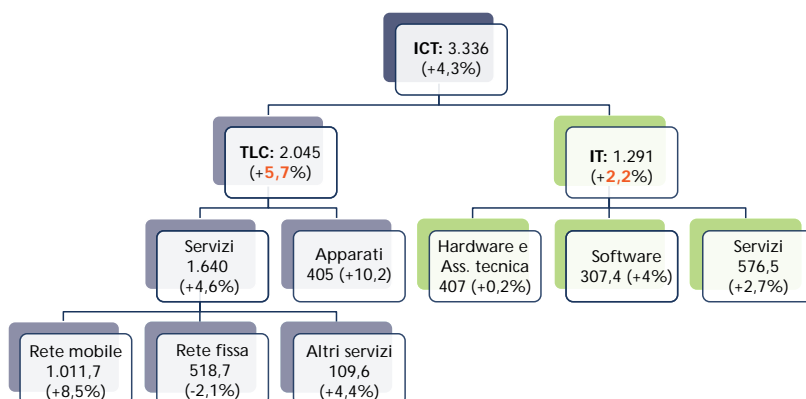 ICT: 3.336
(+4,3%)
TLC: 2.045
(+5,7%)
IT: 1.291
(+2,2%)
Servizi
1.640
(+4,6%)
Apparati
405 (+10,2)
Hardware e
Ass. tecnica
407 (+0,2%)
Software
307,4 (+4%)
Servizi
576,5
(+2,7%)
Rete mobile
1.011,7
(+8,5%)
Rete fissa
518,7
(-2,1%)
Altri servizi
109,6
(+4,4%)